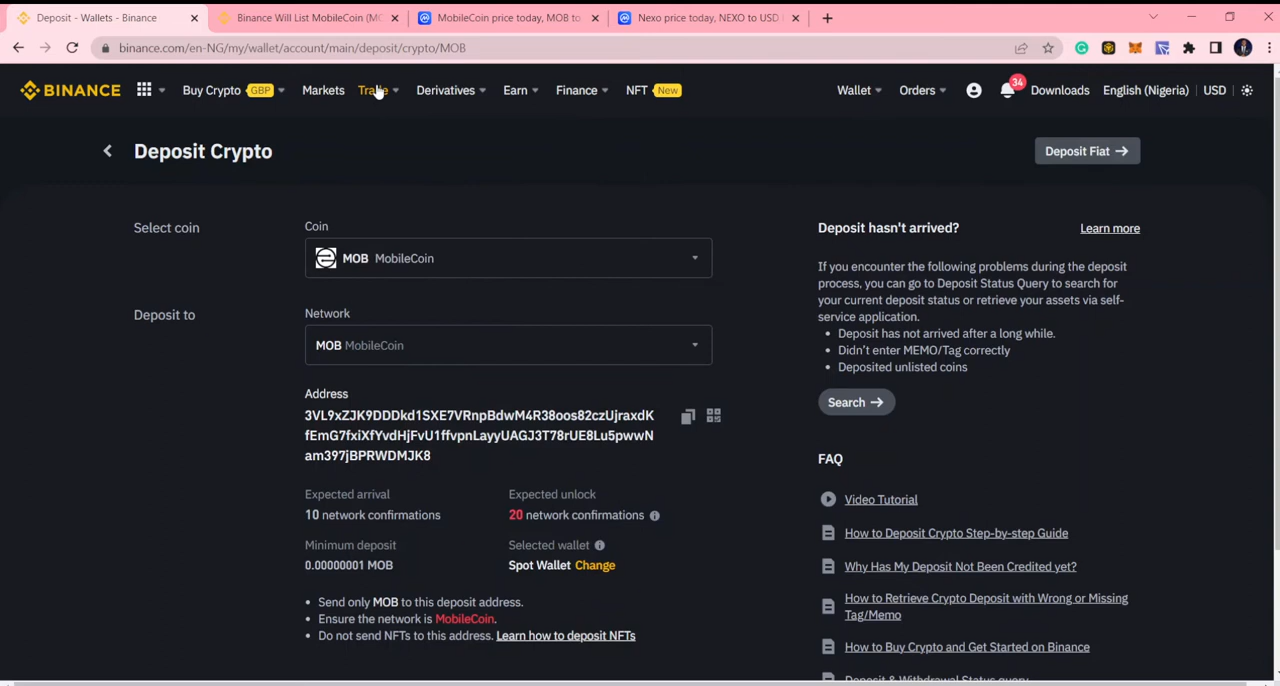 Deposit - Wallets - Binance
Binance Will List MobileCoin (MO
MobileCoin price today, MOB to
Nexo price today, NEXO to USD
binance.com/en-NG/my/wallet/account/main/deposit/crypto/MOB
BINANCE
Buy Crypto GBP
Markets
Trade
Derivatives
Earn
Finance
NFT New
Wallet
Orders
34
Downloads
English (Nigeria)
USD
Deposit Crypto
Deposit Fiat
Select coin
Coin
MOB MobileCoin
Deposit to
Network
MOB MobileCoin
Address
3VL9xZJK9DDDkd1SXE7VRnpBdwM4R38oos82czUjraxdK
fEmG7fxiXfYvdHjFvU1ffvpnLayyUAGJ3T78rUE8Lu5pwwN
am397jBPRWDMJK8
Expected arrival
10 network confirmations
Expected unlock
20 network confirmations
Minimum deposit
0.00000001 MOB
Selected wallet
Spot Wallet Change
• Send only MOB to this deposit address.
• Ensure the network is MobileCoin.
• Do not send NFTs to this address. Learn how to deposit NFTs
Deposit hasn't arrived?
Learn more
If you encounter the following problems during the deposit
process, you can go to Deposit Status Query to search for
your current deposit status or retrieve your assets via self-
service application.
• Deposit has not arrived after a long while.
• Didn't enter MEMO/Tag correctly
• Deposited unlisted coins
Search
FAQ
Video Tutorial
How to Deposit Crypto Step-by-step Guide
Why Has My Deposit Not Been Credited yet?
How to Retrieve Crypto Deposit with Wrong or Missing
Tag/Memo
How to Buy Crypto and Get Started on Binance
Deposit & Withdrawal Status query